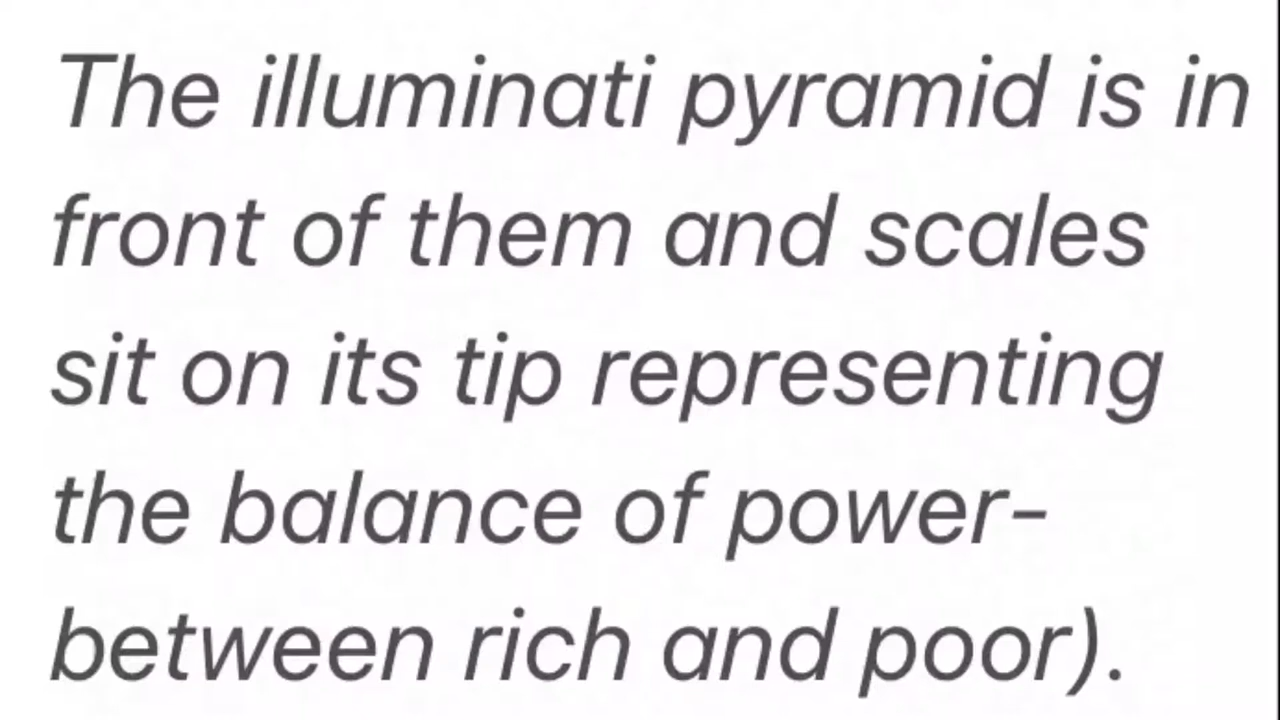 The illuminati pyramid is in
front of them and scales
sit on its tip representing
the balance of power-
between rich and poor).